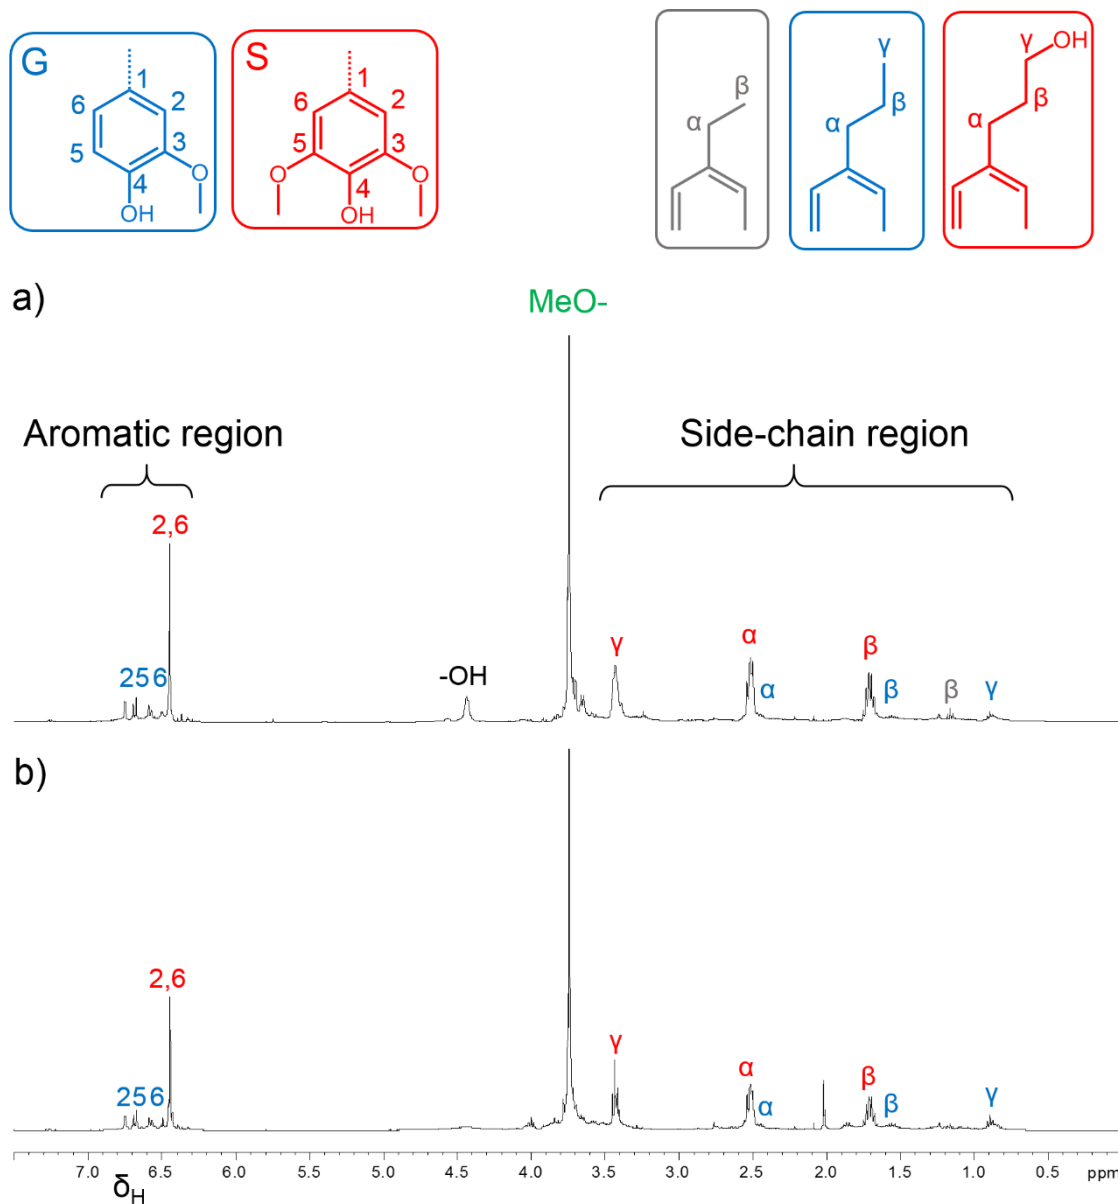 G
1
6
2
5
3
4
O
OH
S
1
6
2
5
3
O
4
O
OH
β
α
γ
β
α
γ
OH
β
α
a)
MeO-
Aromatic region
Side-chain region
2,6
256
-OH
γ
α
α
β
β
β
γ
b)
2,6
256
γ
α
α
β
β
γ
7.0 6.5 6.0 5.5 5.0 4.5 4.0 3.5 3.0 2.5 2.0 1.5 1.0 0.5 ppm
δH